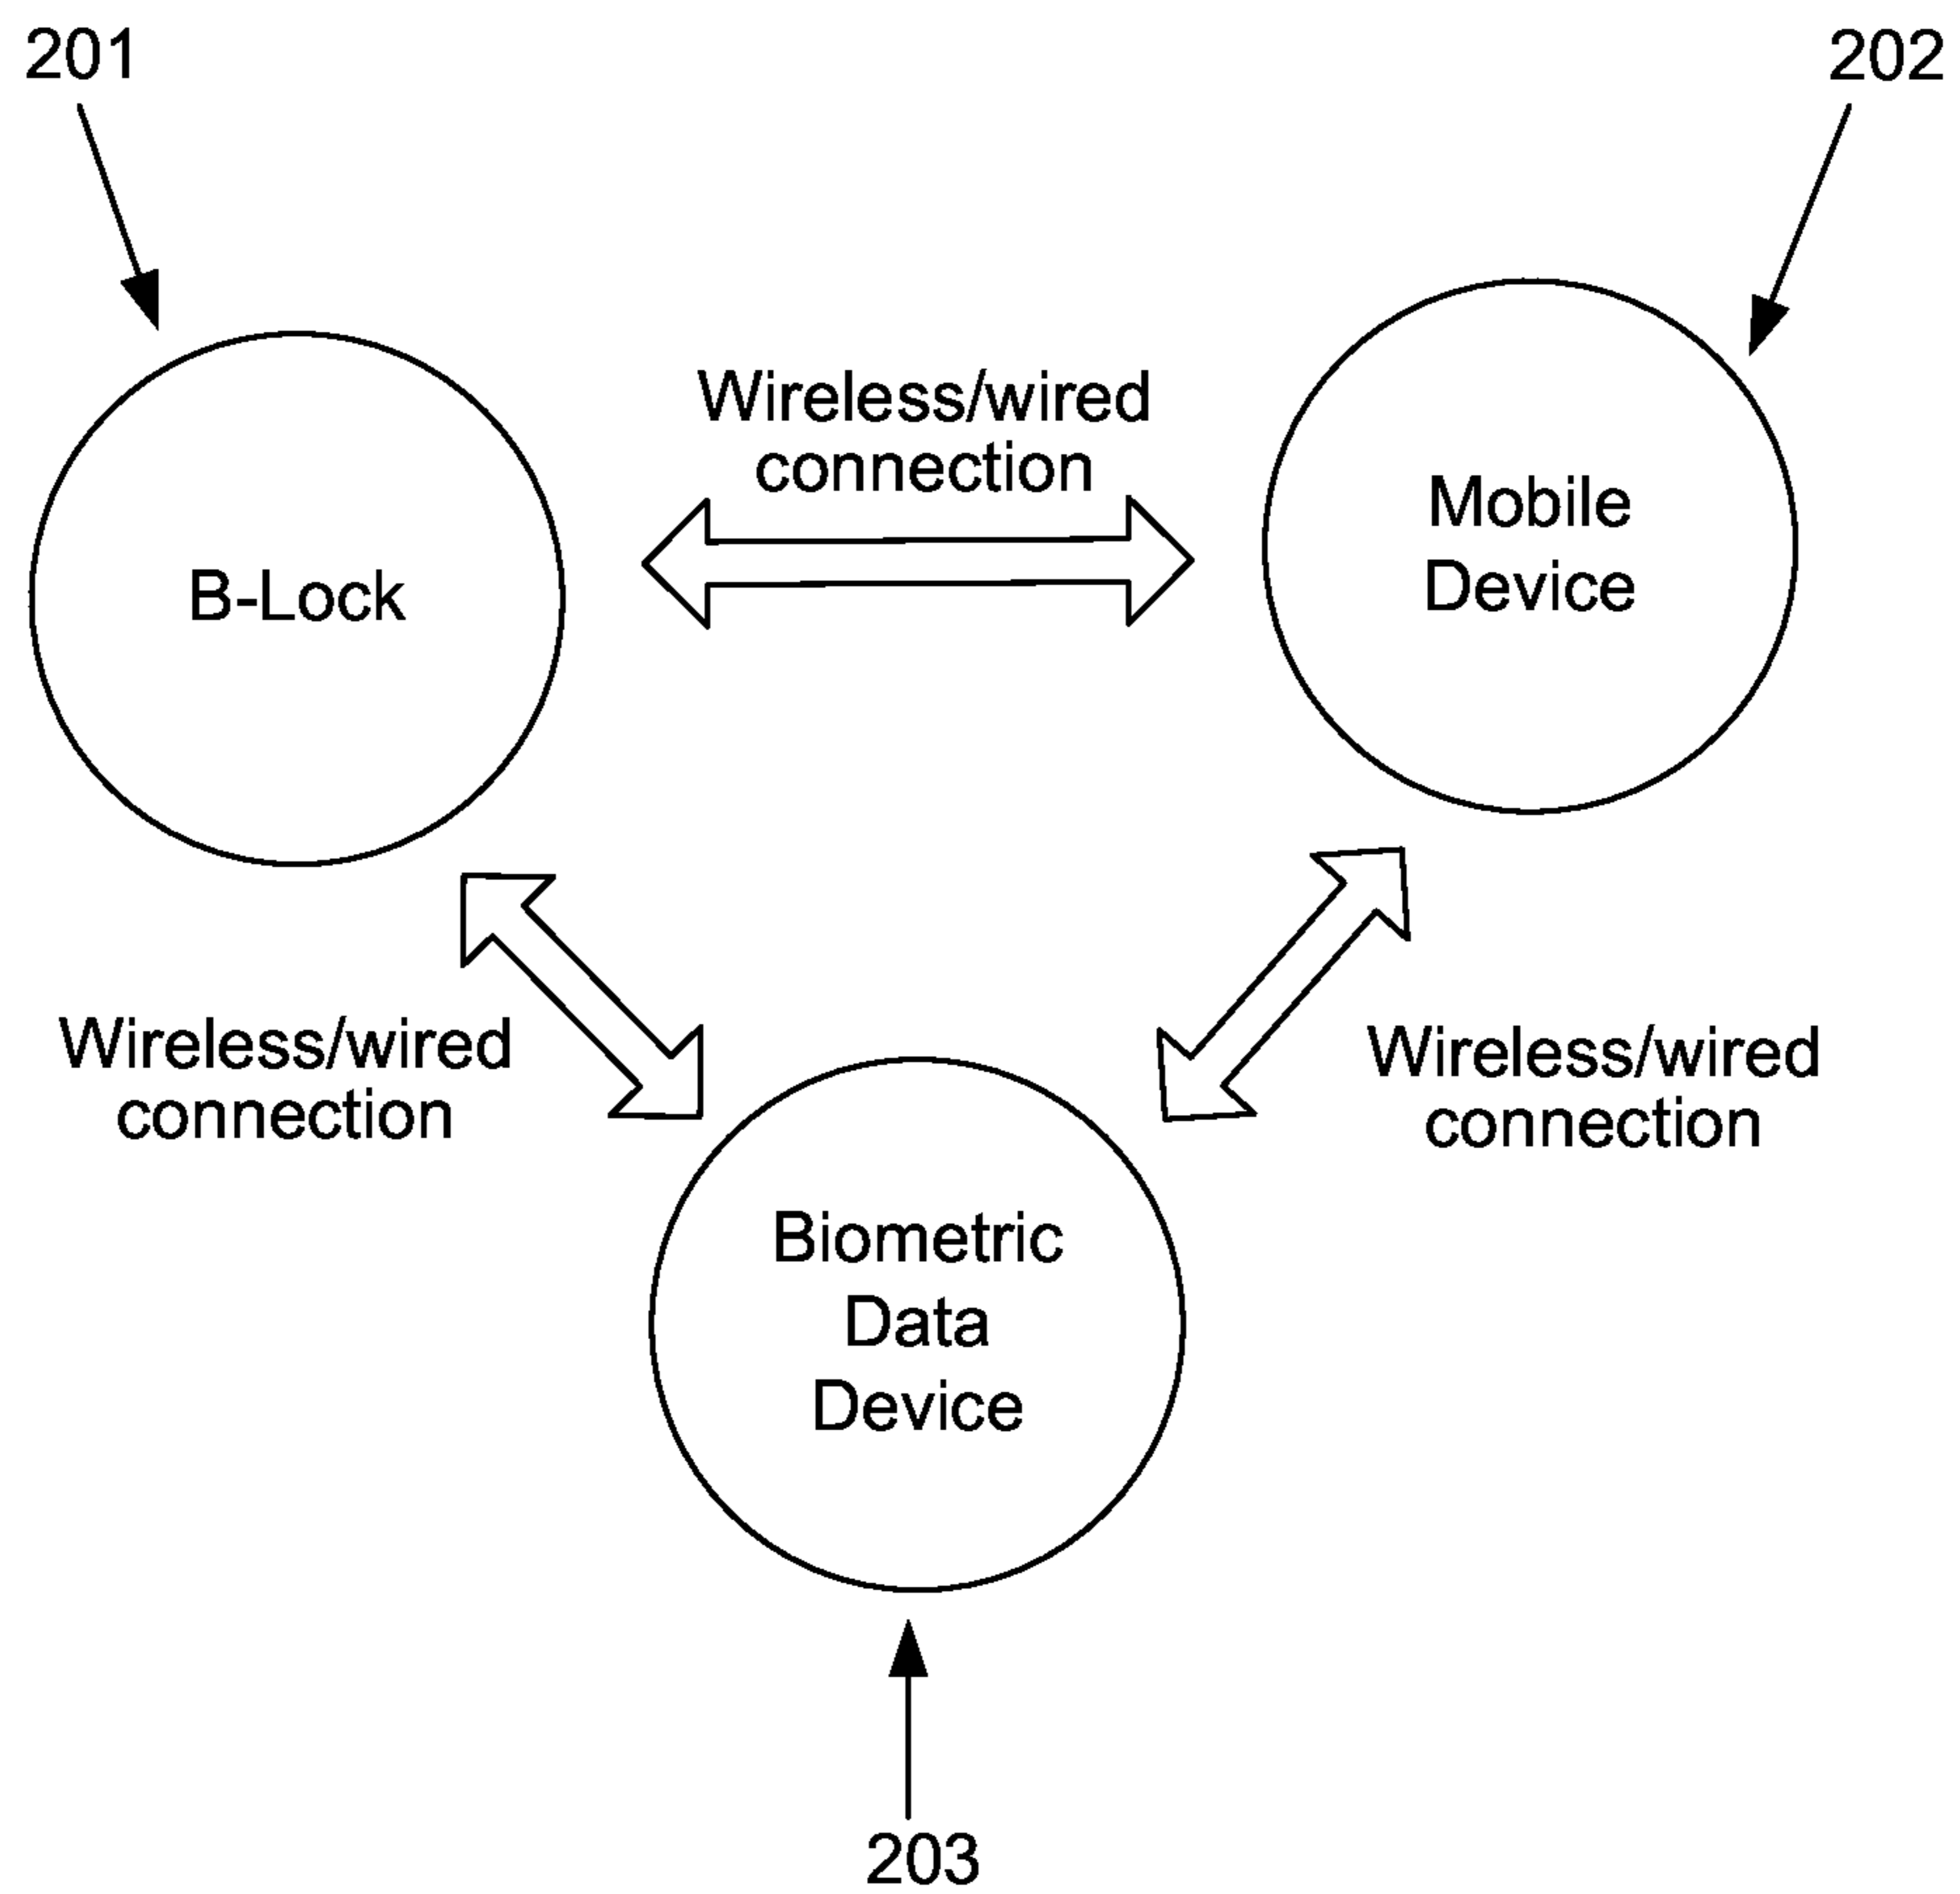 201
202
Wireless/wired
connection
Mobile
Device
B-Lock
Wireless/wired
connection
Wireless/wired
connection
Biometric
Data
Device
203